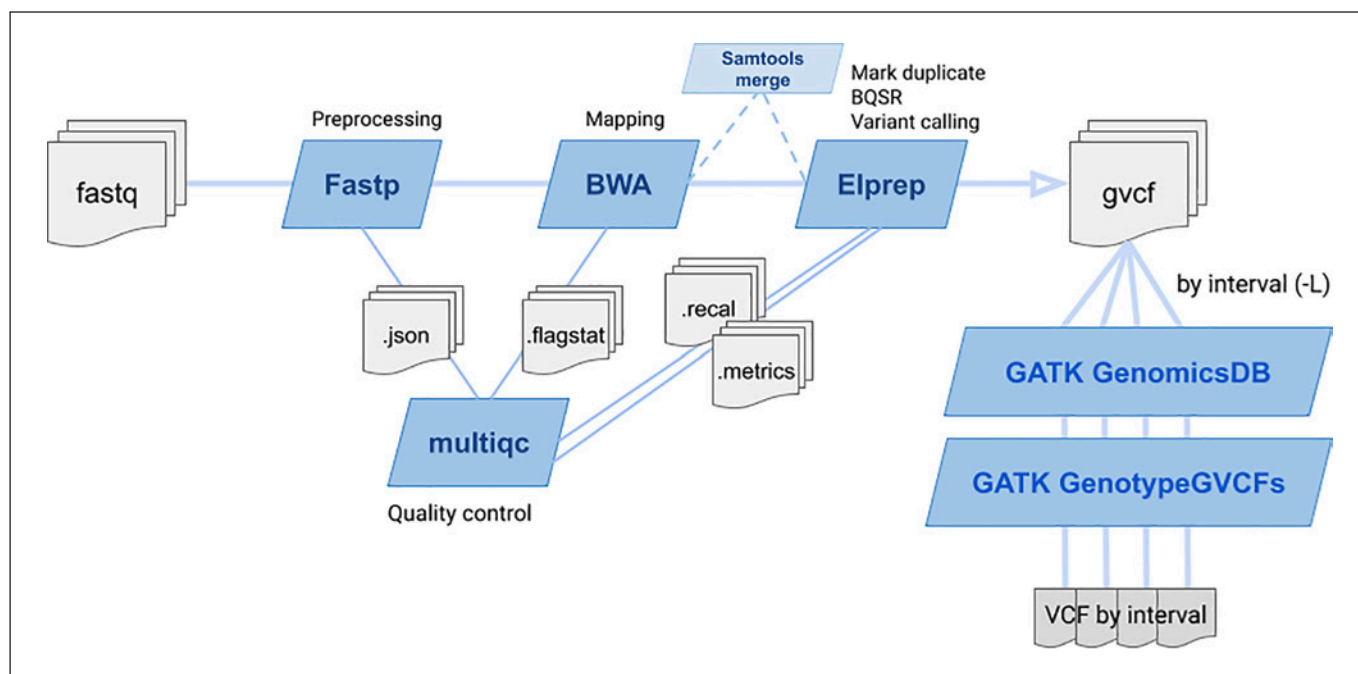 Samtools
merge
Mark duplicate
BQSR
Variant calling
Preprocessing
Mapping
fastq
Fastp
BWA
Elprep
gvcf
by interval (-L)
.json
.flagstat
.recal
.metrics
GATK GenomicsDB
multiqc
GATK GenotypeGVCFs
Quality control
VCF by interval